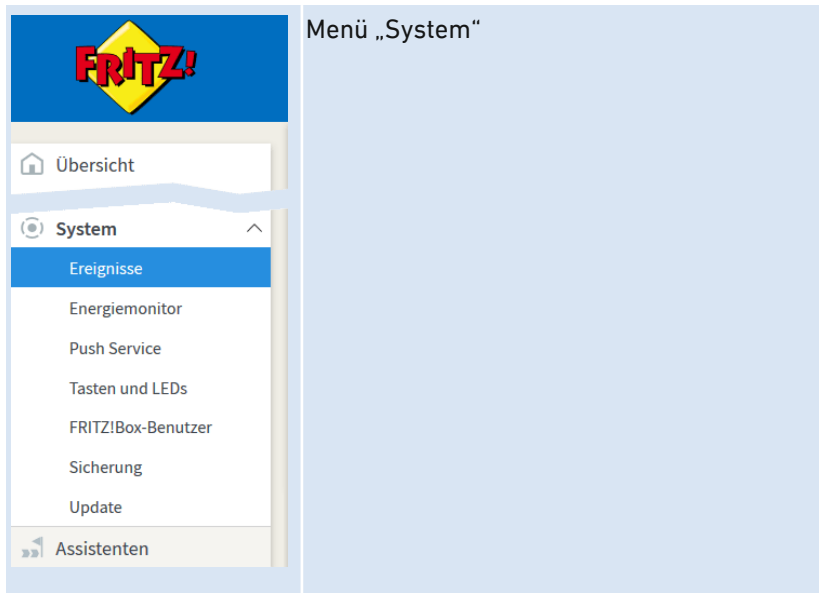 FRITZ!
Menü „System“
Übersicht
System
Ereignisse
Energiemonitor
Push Service
Tasten und LEDs
FRITZ!Box-Benutzer
Sicherung
Update
Assistenten